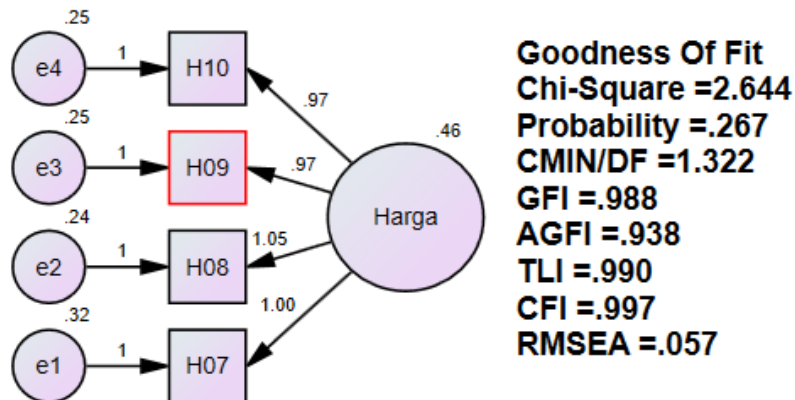 .25
e4
1
H10
.97
.25
e3
1
H09
.97
.46
Harga
.24
e2
1
H08
1.05
.32
e1
1
H07
1.00
Goodness Of Fit
Chi-Square =2.644
Probability =.267
CMIN/DF =1.322
GFI =.988
AGFI =.938
TLI =.990
CFI =.997
RMSEA =.057